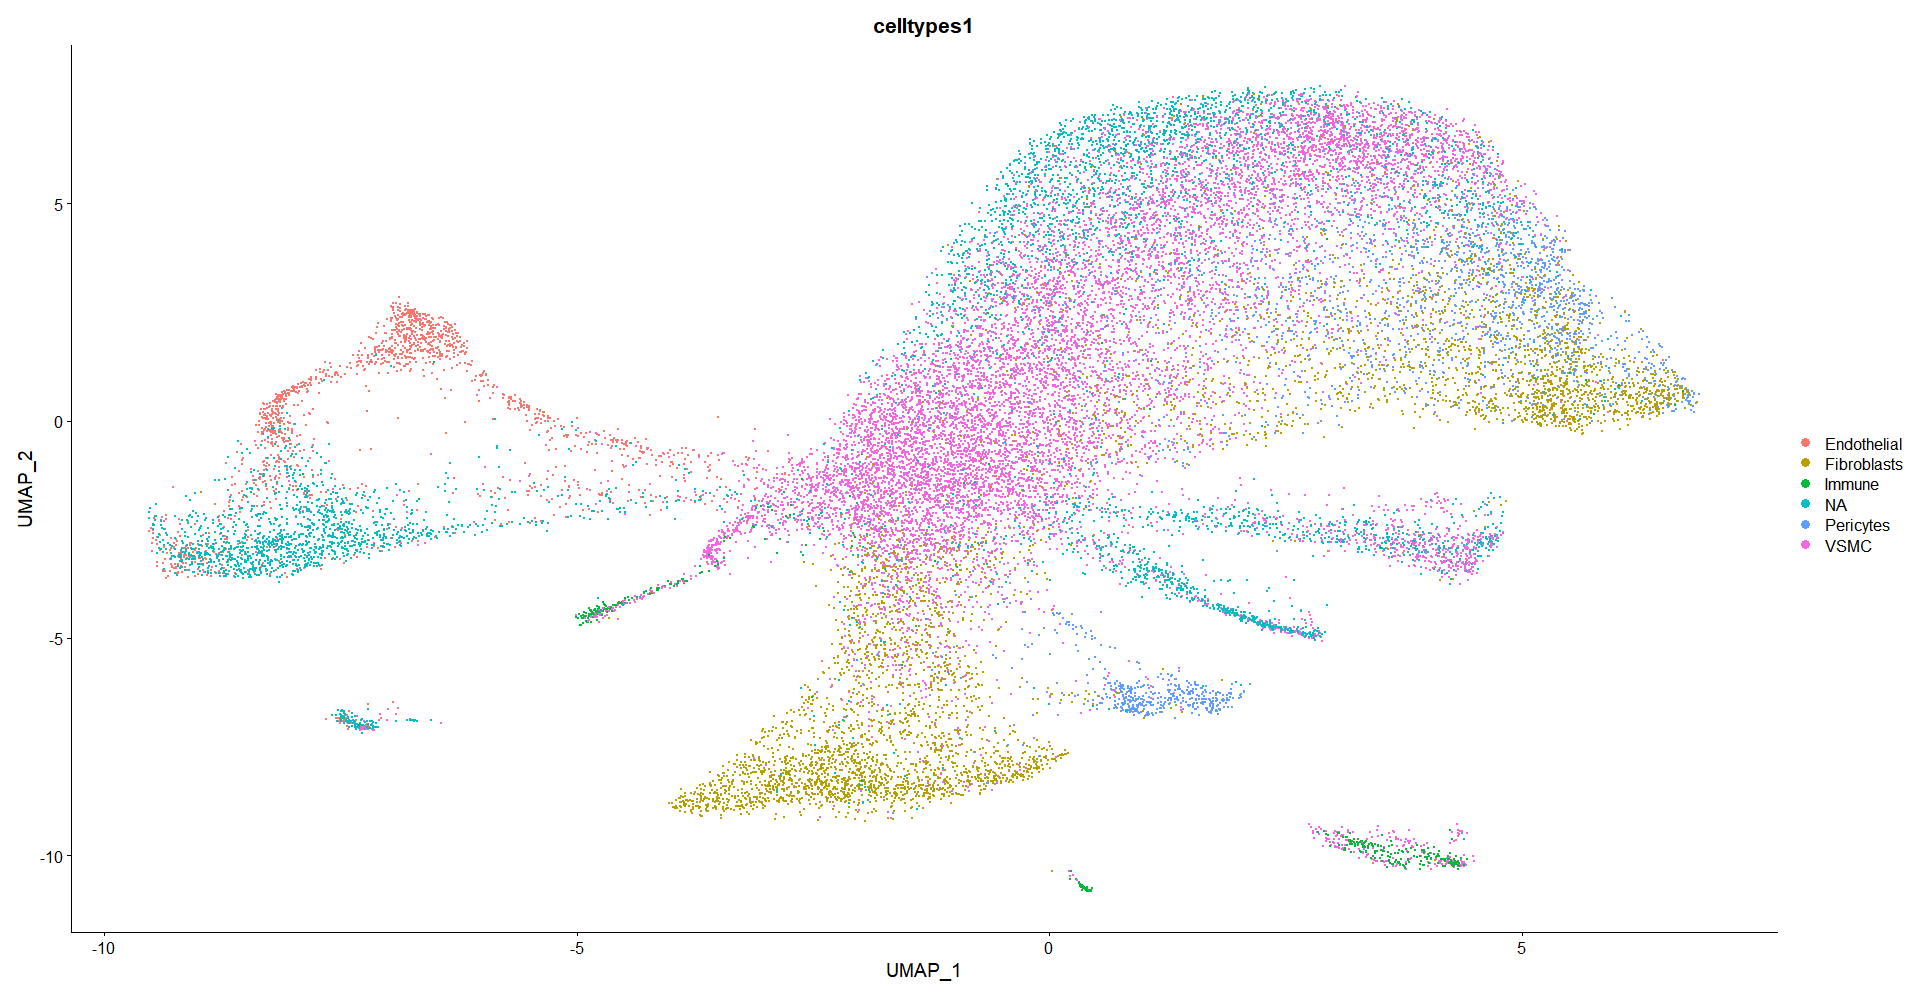 celltypes1
UMAP_2
5
0
-5
-10
-10
-5
0
5
UMAP_1
Endothelial
Fibroblasts
Immune
NA
Pericytes
VSMC